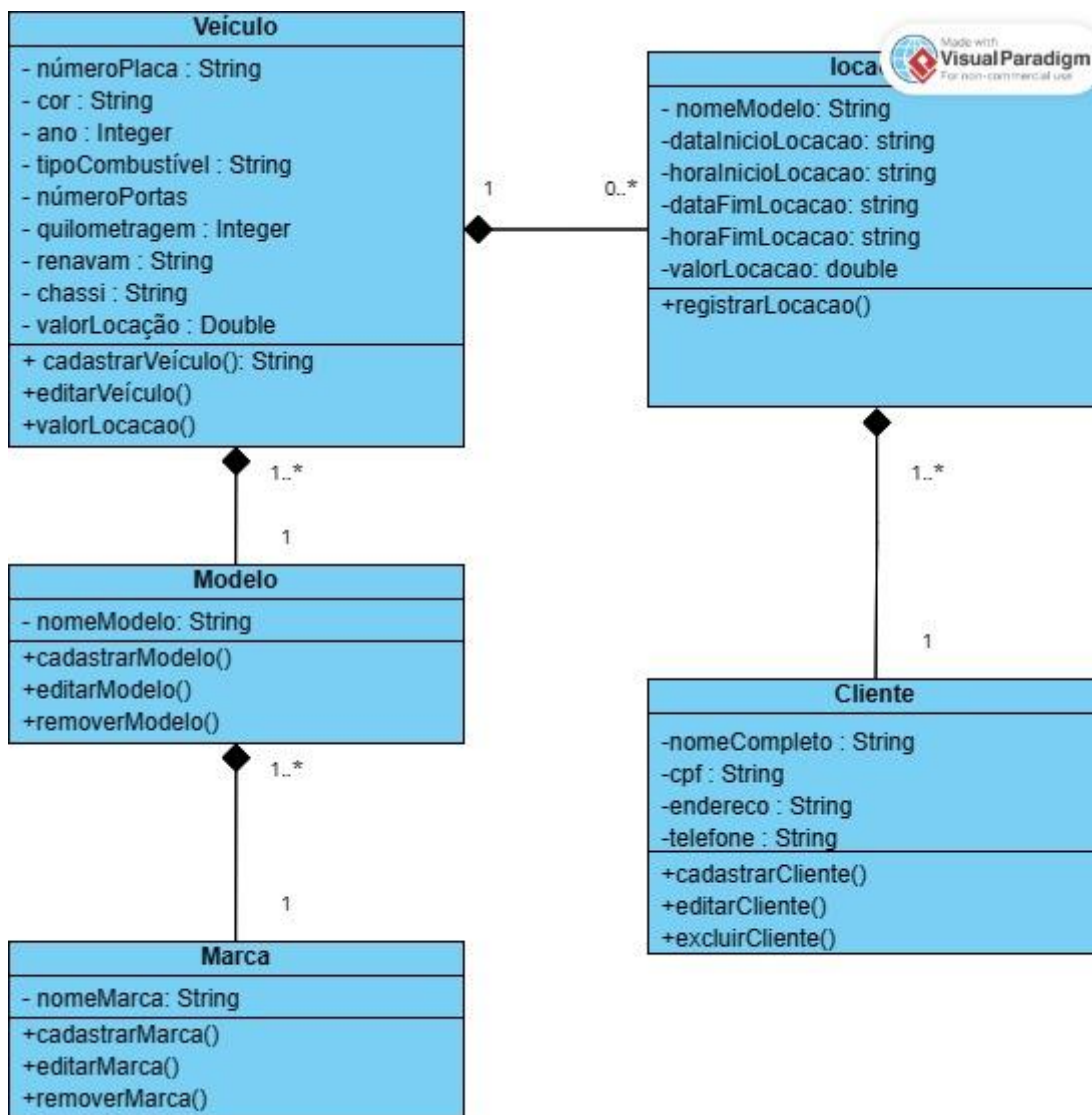 Veículo
- númeroPlaca : String
- cor : String
- ano : Integer
- tipoCombustível : String
- númeroPortas
- quilometragem : Integer
- renavam : String
- chassi : String
- valorLocação : Double
+ cadastrarVeículo(): String
+editarVeículo()
+valorLocacao()
1
0..*
Made with
Visual Paradigm
For non-commercial use
- nomeModelo: String
-dataInicioLocacao: string
-horaInicioLocacao: string
-dataFimLocacao: string
-horaFimLocacao: string
-valorLocacao: double
+registrarLocacao()
1..*
1
Modelo
- nomeModelo: String
+cadastrarModelo()
+editarModelo()
+removerModelo()
1..*
1
Marca
- nomeMarca: String
+cadastrarMarca()
+editarMarca()
+removerMarca()
1..*
1
Cliente
-nomeCompleto : String
-cpf : String
-endereco : String
-telefone : String
+cadastrarCliente()
+editarCliente()
+excluirCliente()